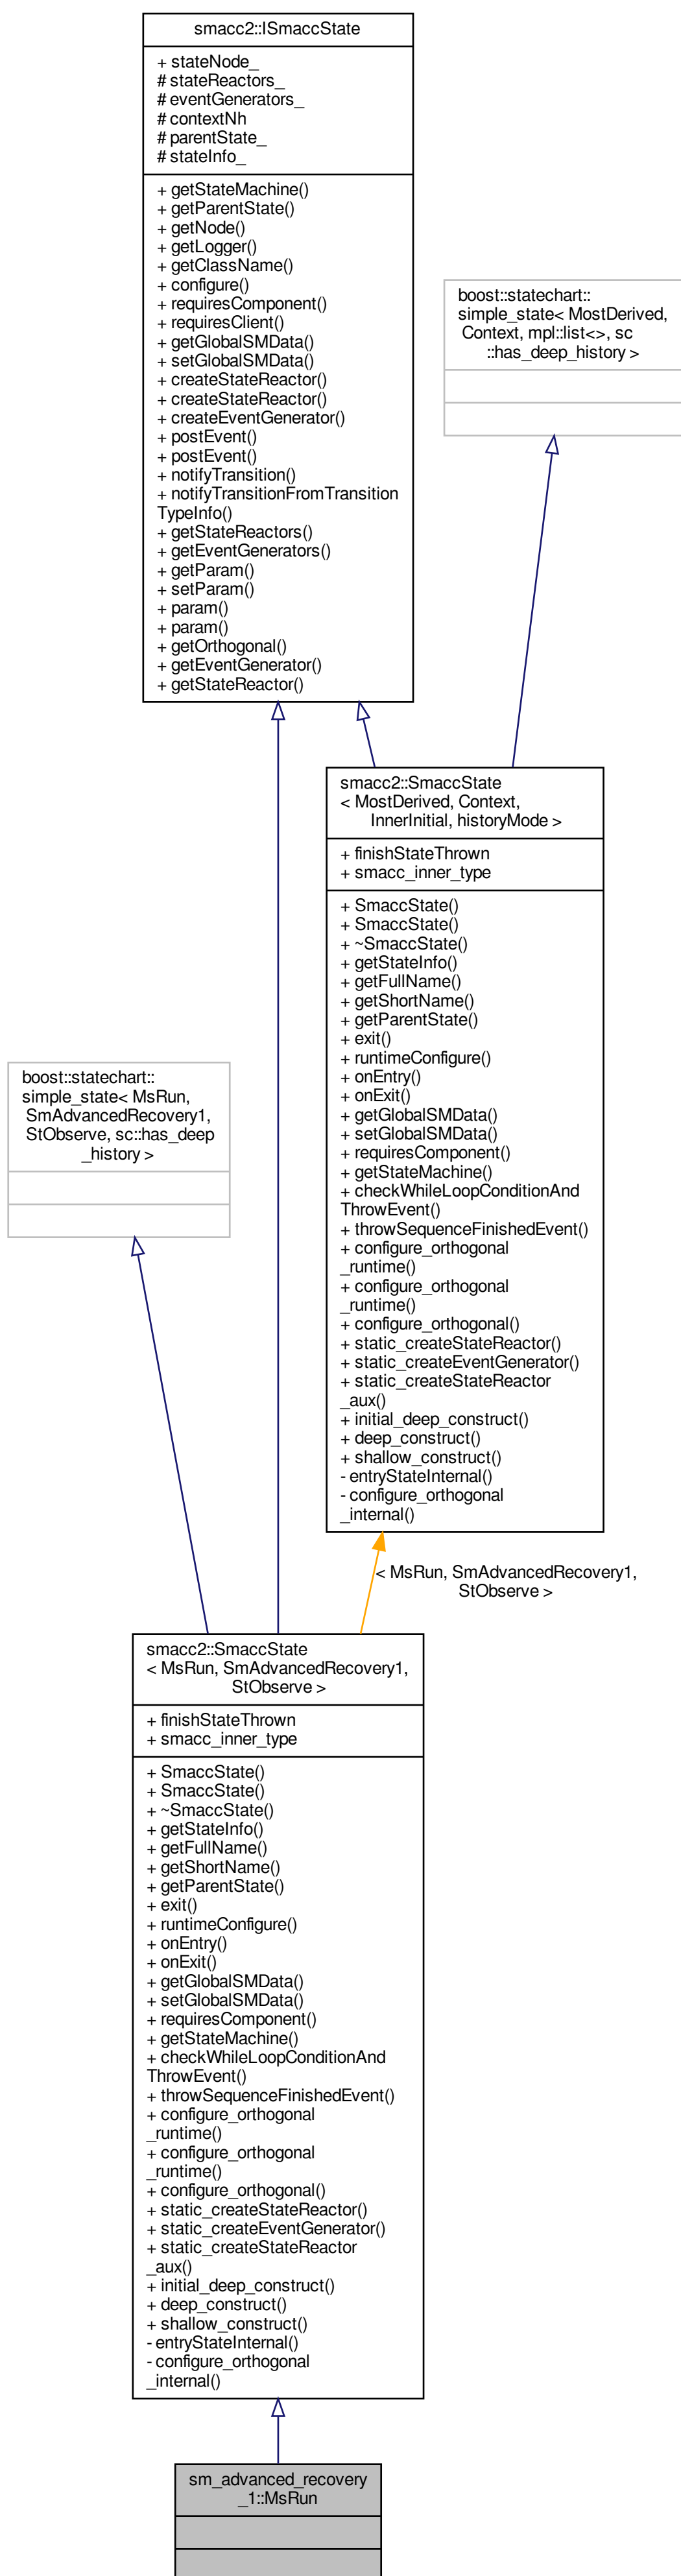 smacc2::ISmaccState
+ stateNode_
# stateReactors_
# eventGenerators_
# contextNh
# parentState_
# stateInfo_
+ getStateMachine()
+ getParentState()
+ getNode()
+ getLogger()
+ getClassName()
+ configure()
+ requiresComponent()
+ requiresClient()
+ getGlobalSMData()
+ setGlobalSMData()
+ createStateReactor()
+ createStateReactor()
+ createEventGenerator()
+ postEvent()
+ postEvent()
+ notifyTransition()
+ notifyTransitionFromTransition
TypeInfo()
+ getStateReactors()
+ getEventGenerators()
+ getParam()
+ setParam()
+ param()
+ param()
+ getOrthogonal()
+ getEventGenerator()
+ getStateReactor()
boost::statechart::
simple_state< MostDerived,
Context, mpl::list<>, sc
::has_deep_history >
smacc2::SmaccState
< MostDerived, Context,
InnerInitial, historyMode >
+ finishStateThrown
+ smacc_inner_type
+ SmaccState()
+ SmaccState()
+ ~SmaccState()
+ getStateInfo()
+ getFullName()
+ getShortName()
+ getParentState()
+ exit()
+ runtimeConfigure()
+ onEntry()
+ onExit()
+ getGlobalSMData()
+ setGlobalSMData()
+ requiresComponent()
+ getStateMachine()
+ checkWhileLoopConditionAnd
ThrowEvent()
+ throwSequenceFinishedEvent()
+ configure_orthogonal
_runtime()
+ configure_orthogonal
_runtime()
+ configure_orthogonal()
+ static_createStateReactor()
+ static_createEventGenerator()
+ static_createStateReactor
_aux()
+ initial_deep_construct()
+ deep_construct()
+ shallow_construct()
- entryStateInternal()
- configure_orthogonal
_internal()
boost::statechart::
simple_state< MsRun,
SmAdvancedRecovery1,
StObserve, sc::has_deep
_history >
< MsRun, SmAdvancedRecovery1,
StObserve >
smacc2::SmaccState
< MsRun, SmAdvancedRecovery1,
StObserve >
+ finishStateThrown
+ smacc_inner_type
+ SmaccState()
+ SmaccState()
+ ~SmaccState()
+ getStateInfo()
+ getFullName()
+ getShortName()
+ getParentState()
+ exit()
+ runtimeConfigure()
+ onEntry()
+ onExit()
+ getGlobalSMData()
+ setGlobalSMData()
+ requiresComponent()
+ getStateMachine()
+ checkWhileLoopConditionAnd
ThrowEvent()
+ throwSequenceFinishedEvent()
+ configure_orthogonal
_runtime()
+ configure_orthogonal
_runtime()
+ configure_orthogonal()
+ static_createStateReactor()
+ static_createEventGenerator()
+ static_createStateReactor
_aux()
+ initial_deep_construct()
+ deep_construct()
+ shallow_construct()
- entryStateInternal()
- configure_orthogonal
_internal()
sm_advanced_recovery
_1::MsRun